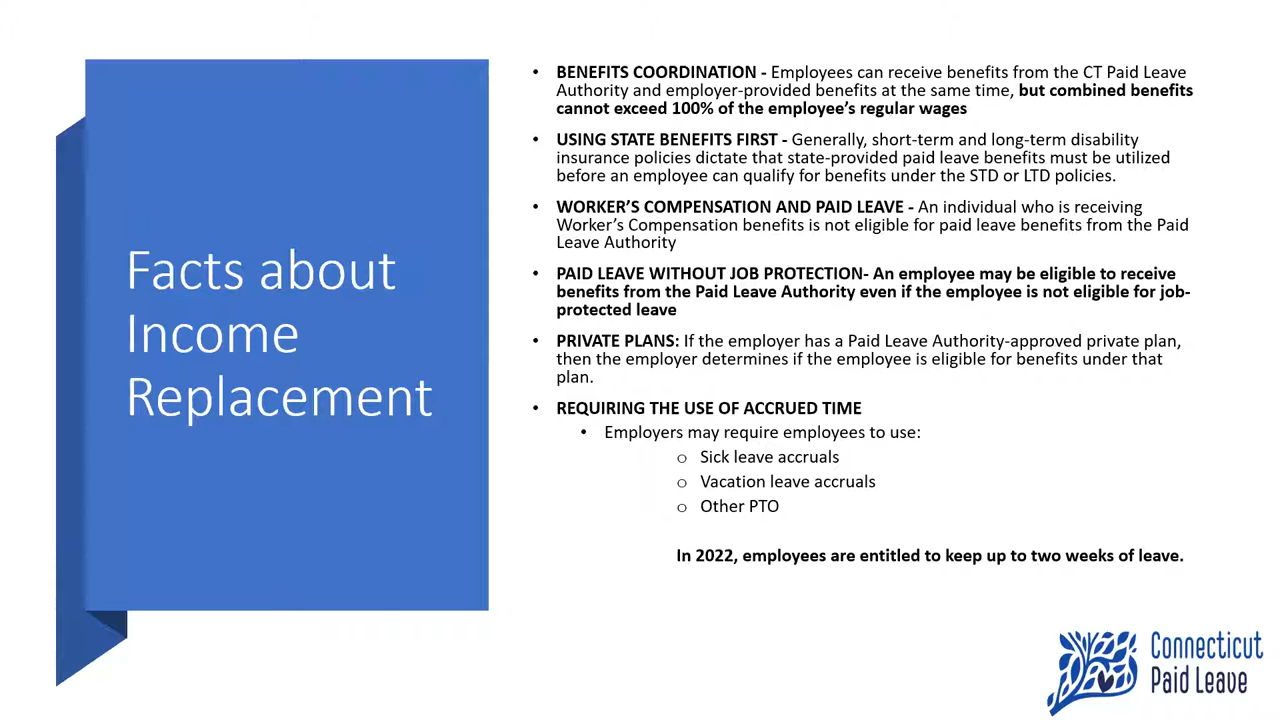 Facts about
Income
Replacement
• BENEFITS COORDINATION - Employees can receive benefits from the CT Paid Leave
Authority and employer-provided benefits at the same time, but combined benefits
cannot exceed 100% of the employee’s regular wages
• USING STATE BENEFITS FIRST - Generally, short-term and long-term disability
insurance policies dictate that state-provided paid leave benefits must be utilized
before an employee can qualify for benefits under the STD or LTD policies.
• WORKER’S COMPENSATION AND PAID LEAVE - An individual who is receiving
Worker’s Compensation benefits is not eligible for paid leave benefits from the Paid
Leave Authority
• PAID LEAVE WITHOUT JOB PROTECTION- An employee may be eligible to receive
benefits from the Paid Leave Authority even if the employee is not eligible for job-
protected leave
• PRIVATE PLANS: If the employer has a Paid Leave Authority-approved private plan,
then the employer determines if the employee is eligible for benefits under that
plan.
• REQUIRING THE USE OF ACCRUED TIME
• Employers may require employees to use:
o Sick leave accruals
o Vacation leave accruals
o Other PTO
In 2022, employees are entitled to keep up to two weeks of leave.
Connecticut
Paid Leave